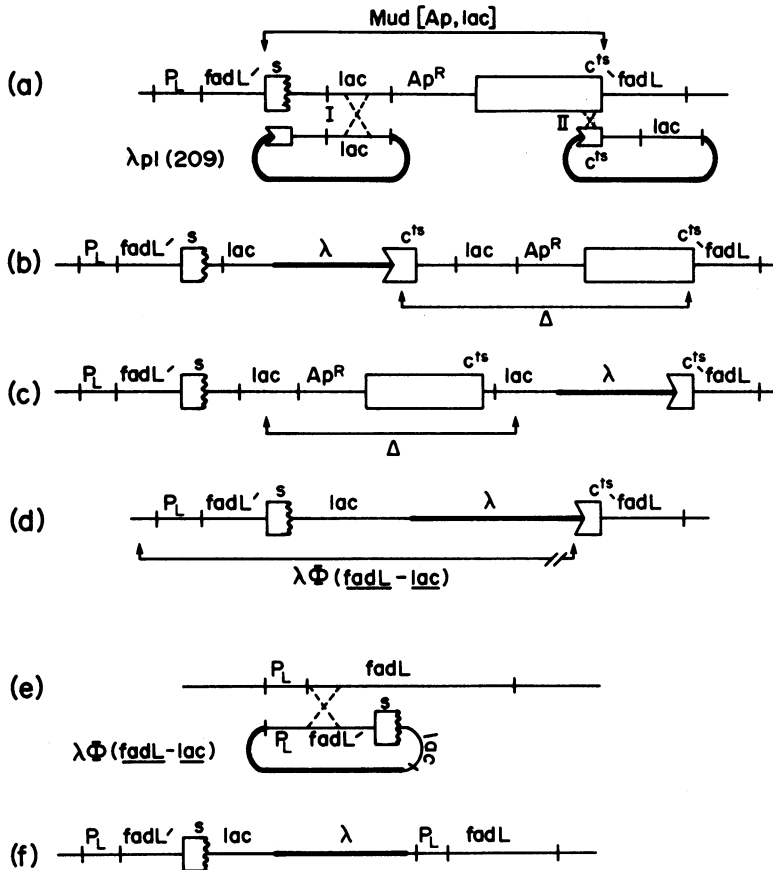 Mud [Ap, lac]
(a) P_L fadL′ s lac Ap^R c^ts ‵fadL
I II
λpl (209) lac c^ts lac
(b) P_L fadL′ s lac λ c^ts lac Ap^R c^ts ‵fadL
Δ
(c) P_L fadL′ s lac Ap^R c^ts lac λ c^ts ‵fadL
Δ
(d) P_L fadL′ s lac λ c^ts ‵fadL
λΦ (fadL - lac)
(e) P_L fadL
s
λΦ (fadL - lac) P_L fadL′ lac
(f) P_L fadL′ s lac λ P_L fadL